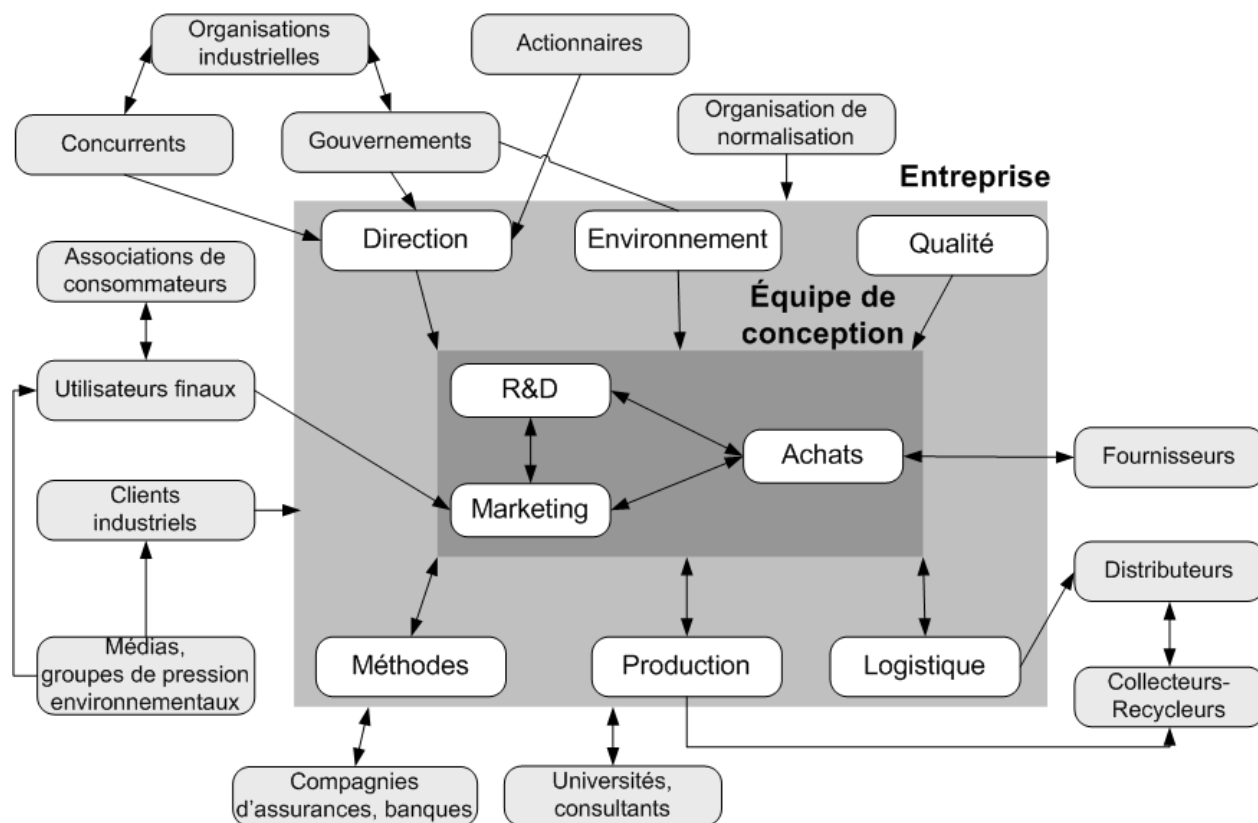 Organisations
industrielles
Actionnaires
Organisation de
normalisation
Concurrents
Gouvernements
Entreprise
Direction
Environnement
Qualité
Associations de
consommateurs
Équipe de
conception
Utilisateurs finaux
R&D
Achats
Fournisseurs
Clients
industriels
Marketing
Distributeurs
Médias,
groupes de pression
environnementaux
Méthodes
Production
Logistique
Collecteurs-
Recycleurs
Compagnies
d'assurances, banques
Universités,
consultants